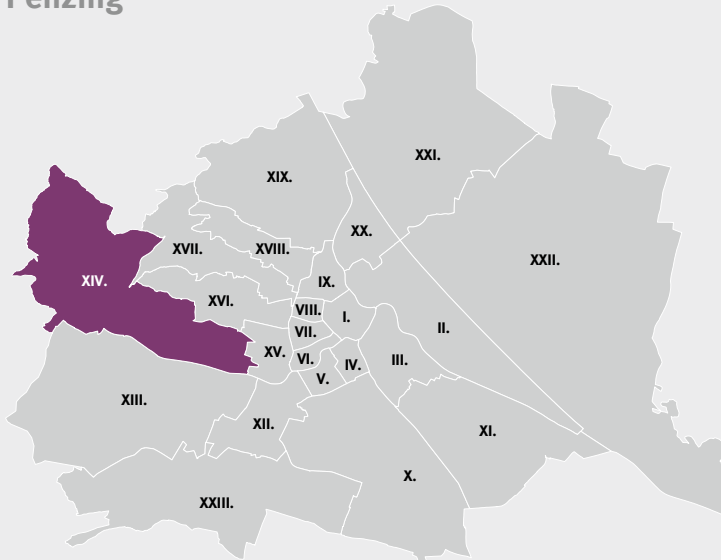 Penzing
XXI.
XIX.
XX.
XVII.
XVIII.
XXII.
XIV.
IX.
XVI.
VIII.
I.
II.
VII.
XV.
VI.
IV.
III.
V.
XIII.
XII.
XI.
X.
XXIII.